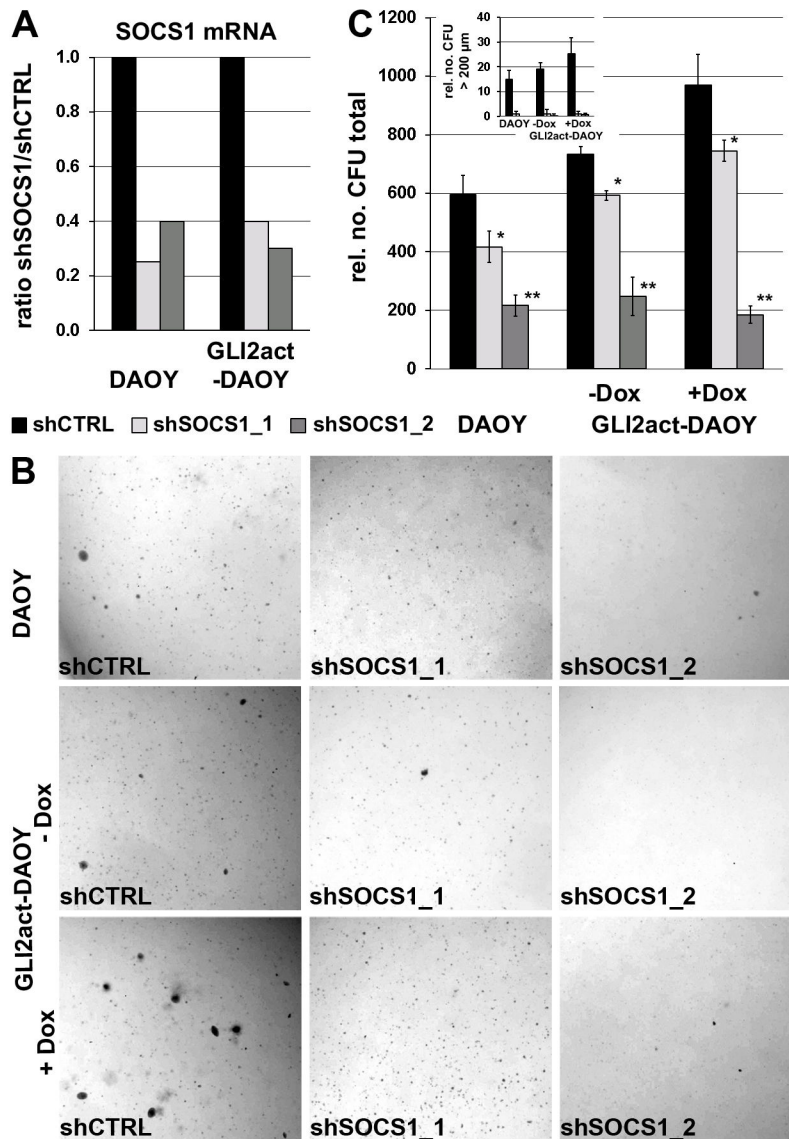 A
SOCS1 mRNA
ratio shSOCS1/shCTRL
1.0
0.8
0.6
0.4
0.2
0.0
DAOY
GLI2act
-DAOY
C
rel. no. CFU total
1200
1000
800
600
400
200
0
rel. no. CFU
> 200 µm
40
30
20
10
0
DAOY -Dox +Dox
GLI2act-DAOY
*
**
*
**
*
**
-Dox +Dox
DAOY GLI2act-DAOY
shCTRL shSOCS1_1 shSOCS1_2
B
DAOY
shCTRL
shSOCS1_1
shSOCS1_2
GLI2act-DAOY
- Dox
shCTRL
shSOCS1_1
shSOCS1_2
+ Dox
shCTRL
shSOCS1_1
shSOCS1_2